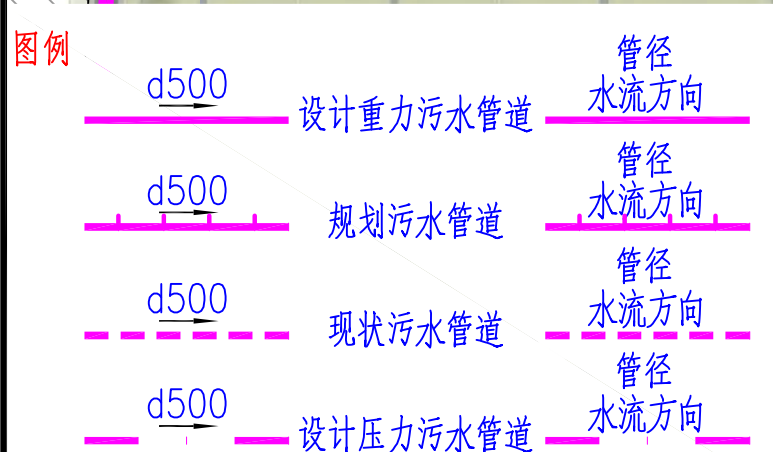 图例
d500
设计重力污水管道
管径
水流方向
d500
规划污水管道
管径
水流方向
d500
现状污水管道
管径
水流方向
d500
设计压力污水管道
管径
水流方向